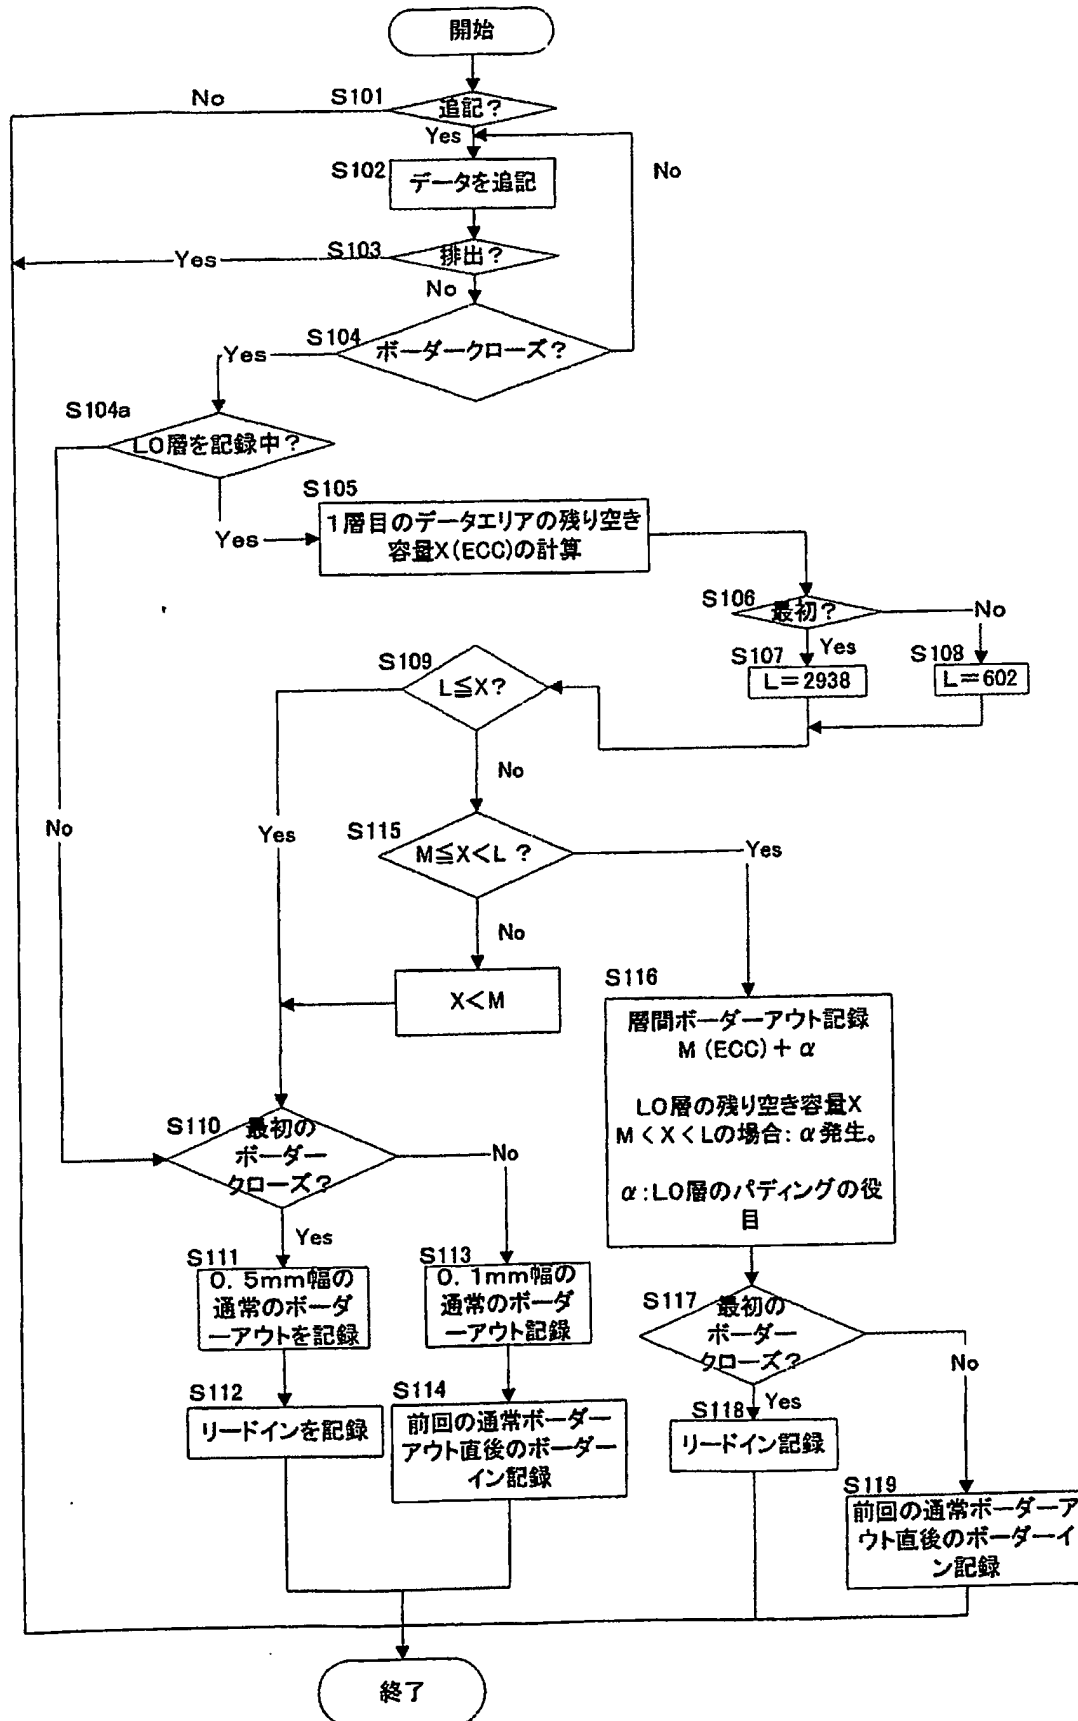 開始
No
S101
追記?
Yes
S102
データを追記
No
S103
排出?
Yes
No
S104
ボーダークローズ?
Yes
S104a
L0層を記録中?
Yes
S105
1層目のデータエリアの残り空き
容量X(ECC)の計算
S106
最初?
No
Yes
S107
L=2938
S108
L=602
S109
L≦X?
No
Yes
No
S115
M≦X<L ?
Yes
No
X<M
S116
層間ボーダーアウト記録
M (ECC) + α
L0層の残り空き容量X
M<X<Lの場合: α発生。
α:L0層のパディングの役
目
S110
最初の
ボーダー
クローズ?
No
Yes
S111
0. 5mm幅の
通常のボーダ
ーアウトを記録
S113
0. 1mm幅の
通常のボーダ
ーアウト記録
S117
最初の
ボーダー
クローズ?
No
Yes
S112
リードインを記録
S114
前回の通常ボーダー
アウト直後のボーダー
イン記録
S118
リードイン記録
S119
前回の通常ボーダーア
ウト直後のボーダーイ
ン記録
終了